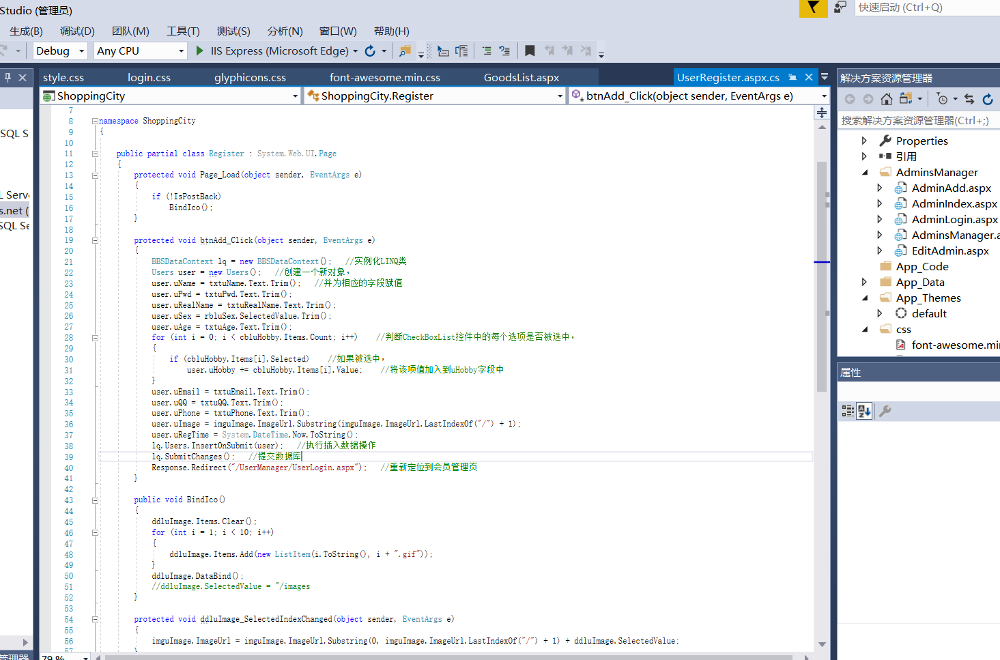 Studio (管理员)
快速启动 (Ctrl+Q)
生成(B) 调试(D) 团队(M) 工具(T) 测试(S) 分析(N) 窗口(W) 帮助(H)
Debug Any CPU IIS Express (Microsoft Edge)
style.css login.css glyphicons.css font-awesome.min.css GoodsList.aspx UserRegister.aspx.cs
ShoppingCity ShoppingCity.Register btnAdd_Click(object sender, EventArgs e)
7
8 namespace ShoppingCity
9 {
10
11 public partial class Register : System.Web.UI.Page
12 {
13 protected void Page_Load(object sender, EventArgs e)
14 {
15 if (!IsPostBack)
16 BindIco();
17 }
18
19 protected void btnAdd_Click(object sender, EventArgs e)
20 {
21 BBSDataContext lq = new BBSDataContext(); //实例化LINQ类
22 Users user = new Users(); //创建一个新对象，
23 user.uName = txtuName.Text.Trim(); //并为相应的字段赋值
24 user.uPwd = txtuPwd.Text.Trim();
25 user.uRealName = txtuRealName.Text.Trim();
26 user.uSex = rbluSex.SelectedValue.Trim();
27 user.uAge = txtuAge.Text.Trim();
28 for (int i = 0; i < cbluHobby.Items.Count; i++) //判断CheckBoxList控件中的每个选项是否被选中，
29 {
30 if (cbluHobby.Items[i].Selected) //如果被选中，
31 user.uHobby += cbluHobby.Items[i].Value; //将该项值加入到uHobby字段中
32 }
33 user.uEmail = txtuEmail.Text.Trim();
34 user.uQQ = txtuQQ.Text.Trim();
35 user.uPhone = txtuPhone.Text.Trim();
36 user.uImage = imguImage.ImageUrl.Substring(imguImage.ImageUrl.LastIndexOf("/") + 1);
37 user.uRegTime = System.DateTime.Now.ToString();
38 lq.Users.InsertOnSubmit(user); //执行插入数据操作
39 lq.SubmitChanges(); //提交数据库
40 Response.Redirect("/UserManager/UserLogin.aspx"); //重新定位到会员管理页
41 }
42
43 public void BindIco()
44 {
45 ddluImage.Items.Clear();
46 for (int i = 1; i < 10; i++)
47 {
48 ddluImage.Items.Add(new ListItem(i.ToString(), i + ".gif"));
49 }
50 ddluImage.DataBind();
51 //ddluImage.SelectedValue = "/images
52 }
53
54 protected void ddluImage_SelectedIndexChanged(object sender, EventArgs e)
55 {
56 imguImage.ImageUrl = imguImage.ImageUrl.Substring(0, imguImage.ImageUrl.LastIndexOf("/") + 1) + ddluImage.SelectedValue;
57 }
79 %
SQL S
L Serv
s.net (
SQL Se
管理器
解决方案资源管理器
搜索解决方案资源管理器(Ctrl+;)
Properties
引用
AdminsManager
AdminAdd.aspx
AdminIndex.aspx
AdminLogin.aspx
AdminsManager.a
EditAdmin.aspx
App_Code
App_Data
App_Themes
default
css
font-awesome.mi
属性